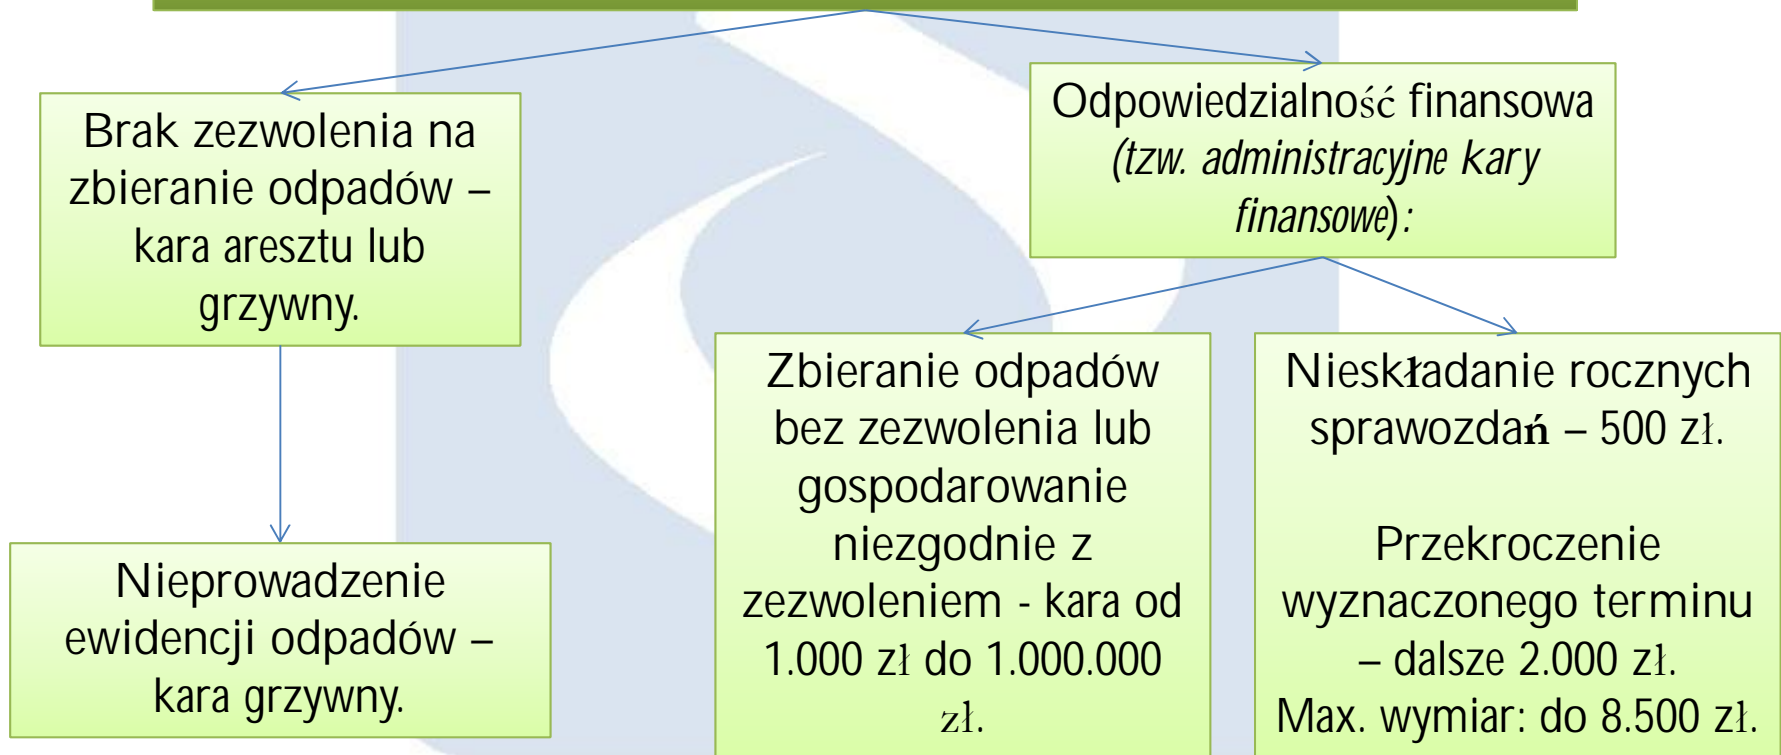 Brak zezwolenia na
zbieranie odpadów –
kara aresztu lub
grzywny.
Nieprowadzenie
ewidencji odpadów –
kara grzywny.
Odpowiedzialność finansowa
(tzw. administracyjne kary
finansowe):
Zbieranie odpadów
bez zezwolenia lub
gospodarowanie
niezgodnie z
zezwoleniem - kara od
1.000 zł do 1.000.000
zł.
Nieskładanie rocznych
sprawozdań – 500 zł.
Przekroczenie
wyznaczonego terminu
– dalsze 2.000 zł.
Max. wymiar: do 8.500 zł.